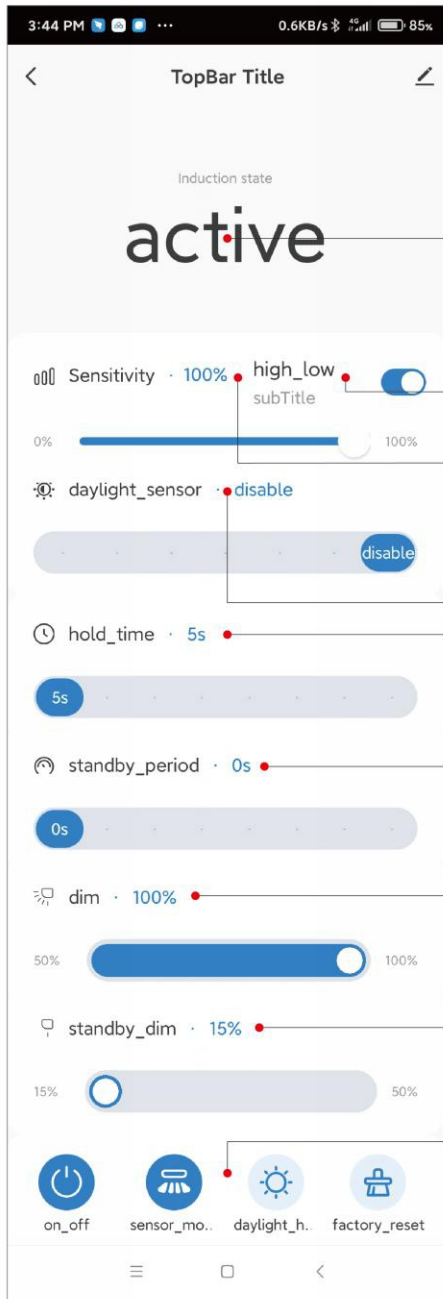 3:44 PM ... 0.6KB/s 4G 85%
TopBar Title
Induction state
active
Sensitivity · 100% high_low
subTitle
0% 100%
daylight_sensor · disable
disable
hold_time · 5s
5s
standby_period · 0s
0s
dim · 100%
50% 100%
standby_dim · 15%
15% 50%
on_off sensor_mo.. daylight_h.. factory_reset